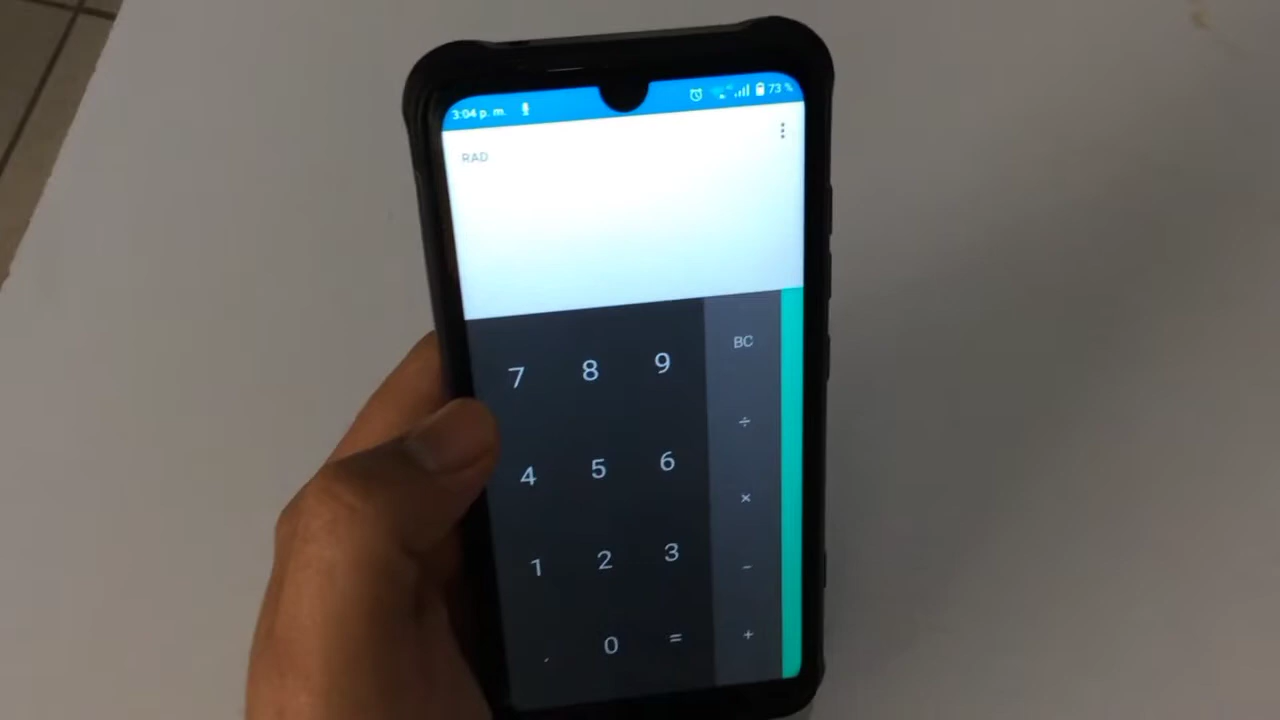 3:04 p. m. 73 %
RAD
7 8 9 BC
4 5 6 ÷
1 2 3 ×
. 0 = −
+